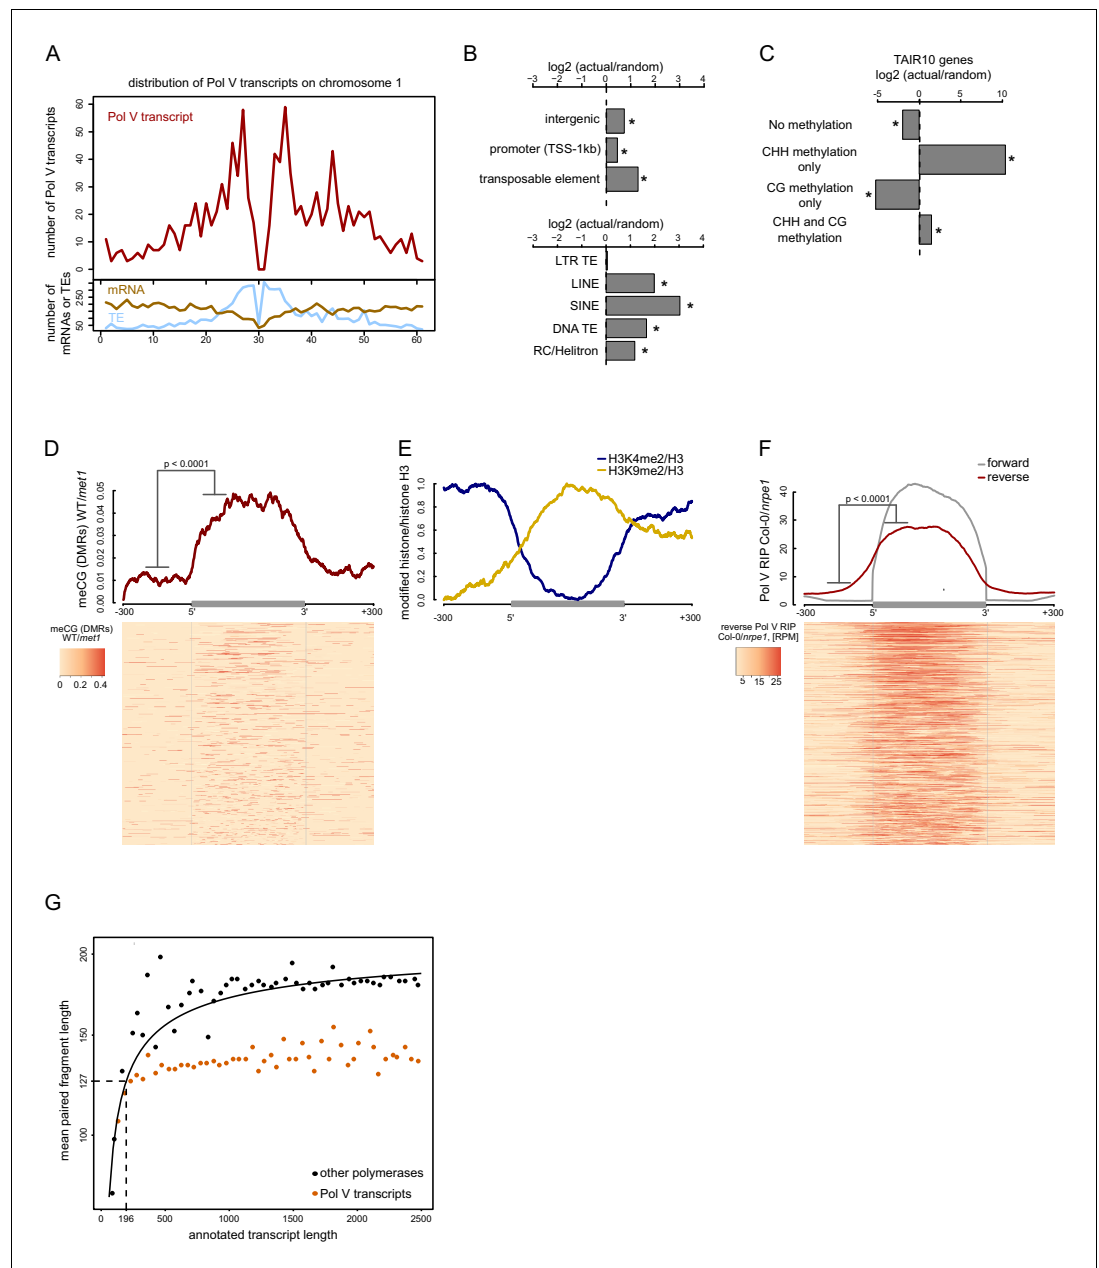 A
distribution of Pol V transcripts on chromosome 1
number of Pol V transcripts
60
50
40
30
20
10
0
Pol V transcript
number of
mRNAs or TEs
250
50
mRNA
TE
0 10 20 30 40 50 60
B
log2 (actual/random)
−3 −2 −1 0 1 2 3 4
intergenic *
promoter (TSS-1kb) *
transposable element *
log2 (actual/random)
−3 −2 −1 0 1 2 3 4
LTR TE
LINE *
SINE *
DNA TE *
RC/Helitron *
C
TAIR10 genes
log2 (actual/random)
-5 0 5 10
No methylation *
CHH methylation
only *
CG methylation
only *
CHH and CG
methylation *
D
p < 0.0001
meCG (DMRs) WT/met1
0.05
0.04
0.03
0.02
0.01
0.00
-300 5' 3' +300
meCG (DMRs)
WT/met1
0 0.2 0.4
E
H3K4me2/H3
H3K9me2/H3
modified histone/histone H3
1.0
0.8
0.6
0.4
0.2
0.0
-300 5' 3' +300
F
forward
reverse
p < 0.0001
Pol V RIP Col-0/nrpe1
40
30
20
10
0
-300 5' 3' +300
reverse Pol V RIP
Col-0/nrpe1, [RPM]
5 15 25
G
mean paired fragment length
200
150
127
100
other polymerases
Pol V transcripts
0 196 500 1000 1500 2000 2500
annotated transcript length